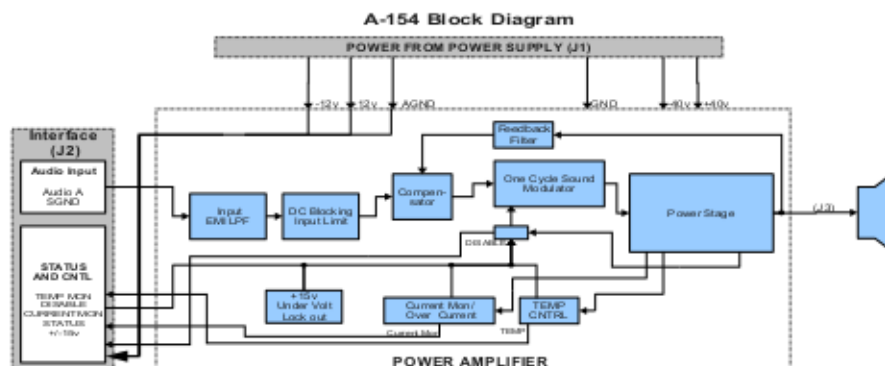 A-154 Block Diagram
POWER FROM POWER SUPPLY (J1)
-12v
12v
AGND
GND
-40v
+40v
Interface
(J2)
Audio Input
Audio A
SGND
Feedback
Filter
Input
EMI LPF
DC Blocking
Input Limit
Compen-
sator
One Cycle Sound
Modulator
Power Stage
(J3)
DISABLE
STATUS
AND CNTL
TEMP MON
DISABLE
CURRENT MON
STATUS
+/-15v
+15v
Under Volt
Lock out
Current Mon/
Over Current
TEMP
CNTRL
Current Mon
TEMP
POWER AMPLIFIER